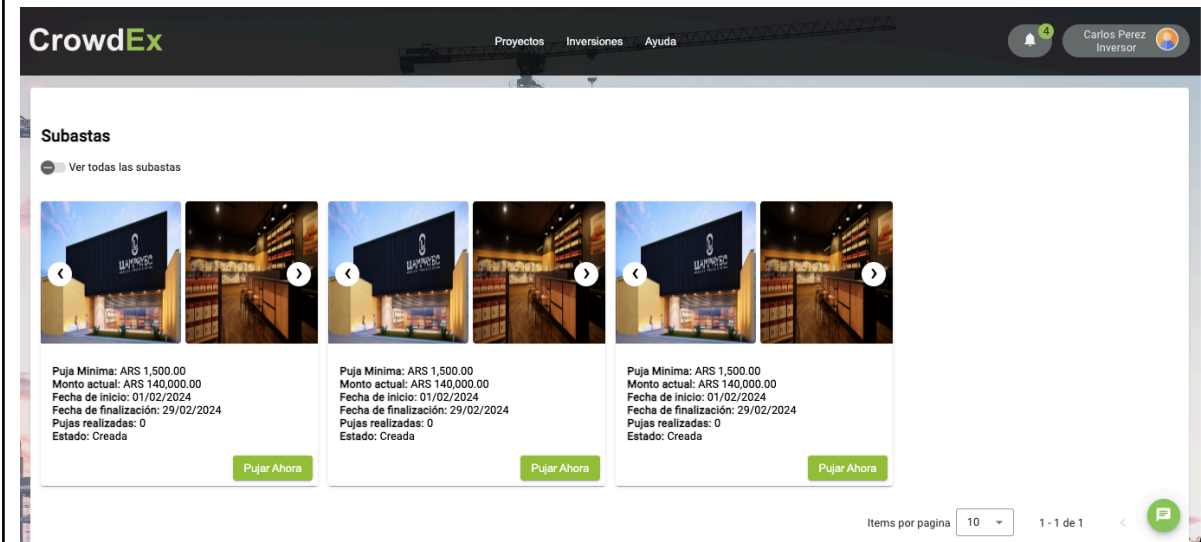 CrowdEx
Proyectos Inversiones Ayuda
4
Carlos Perez
Inversor
Subastas
Ver todas las subastas
Puja Minima: ARS 1,500.00
Monto actual: ARS 140,000.00
Fecha de inicio: 01/02/2024
Fecha de finalización: 29/02/2024
Pujas realizadas: 0
Estado: Creada
Pujar Ahora
Puja Minima: ARS 1,500.00
Monto actual: ARS 140,000.00
Fecha de inicio: 01/02/2024
Fecha de finalización: 29/02/2024
Pujas realizadas: 0
Estado: Creada
Pujar Ahora
Puja Minima: ARS 1,500.00
Monto actual: ARS 140,000.00
Fecha de inicio: 01/02/2024
Fecha de finalización: 29/02/2024
Pujas realizadas: 0
Estado: Creada
Pujar Ahora
Items por pagina 10 1 - 1 de 1